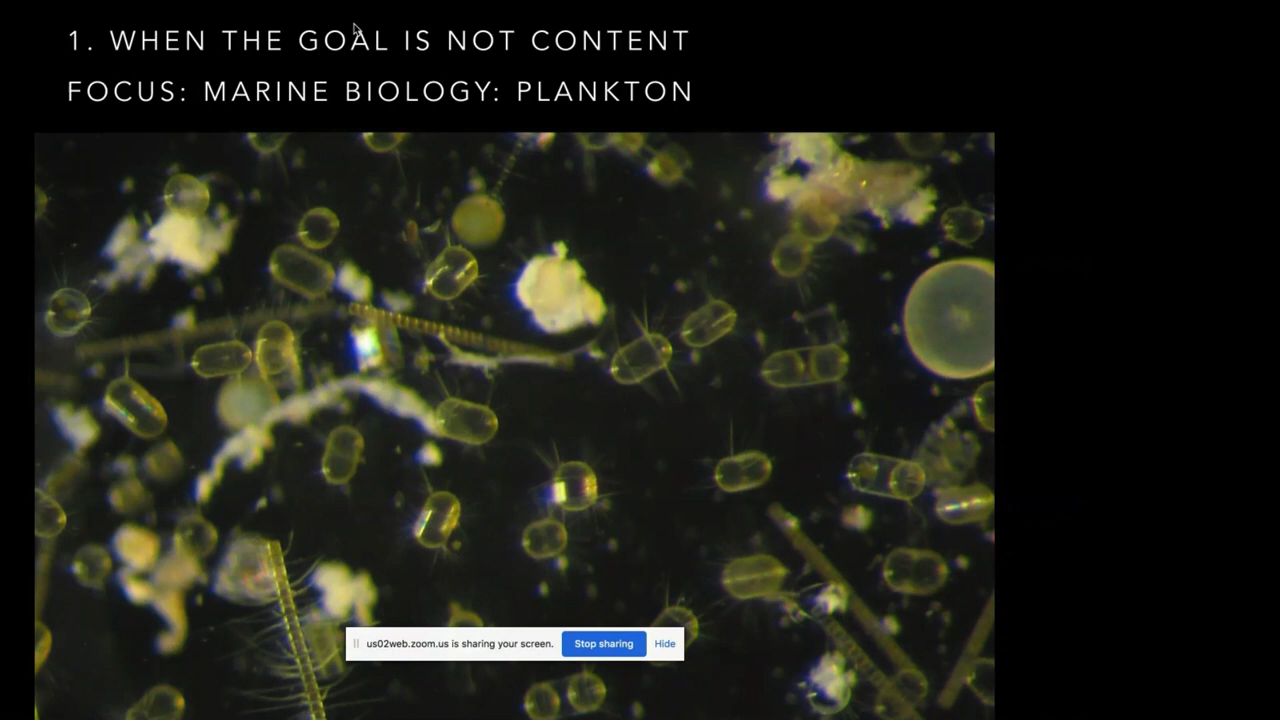 1. WHEN THE GOAL IS NOT CONTENT
FOCUS: MARINE BIOLOGY: PLANKTON
us02web.zoom.us is sharing your screen. Stop sharing Hide